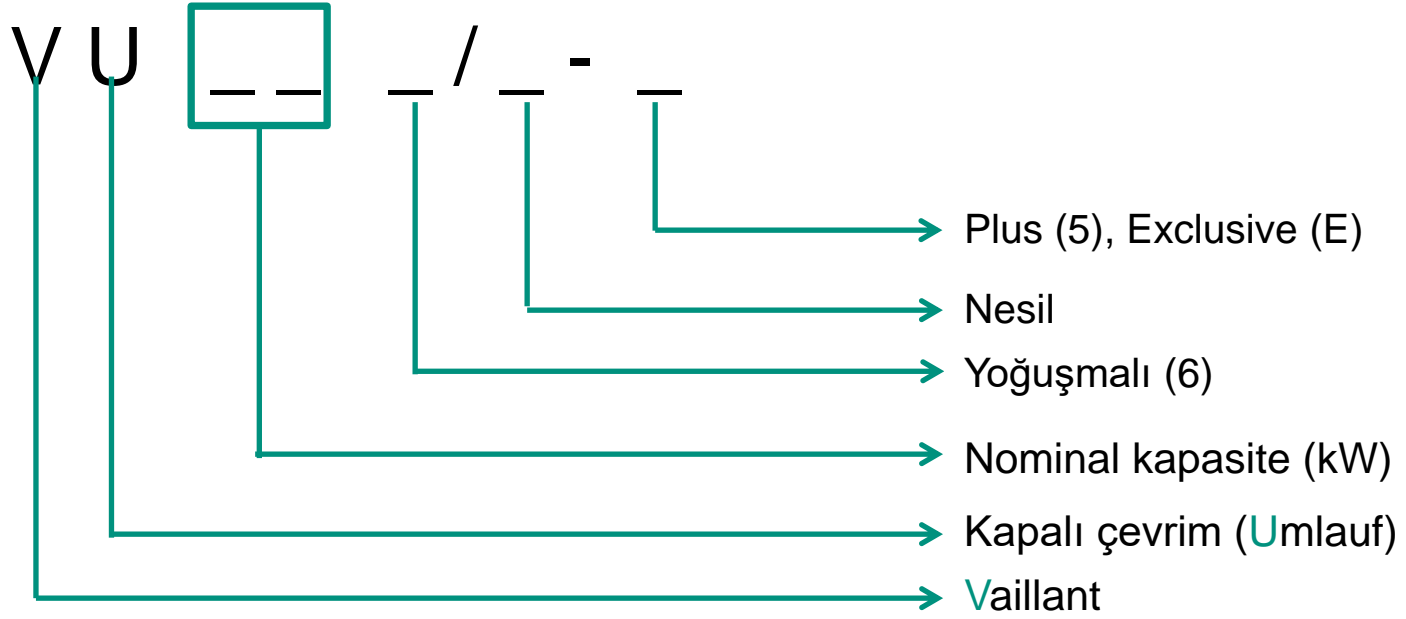 V U _ _ _ / _ - _
Plus (5), Exclusive (E)
Nesil
Yoğuşmalı (6)
Nominal kapasite (kW)
Kapalı çevrim (Umlauf)
Vaillant